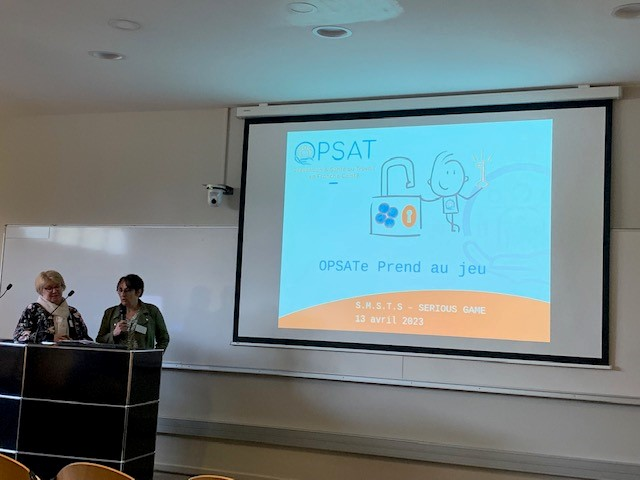 OPSAT
OPSATe Prend au jeu
S.M.S.T.S - SERIOUS GAME
13 avril 2023